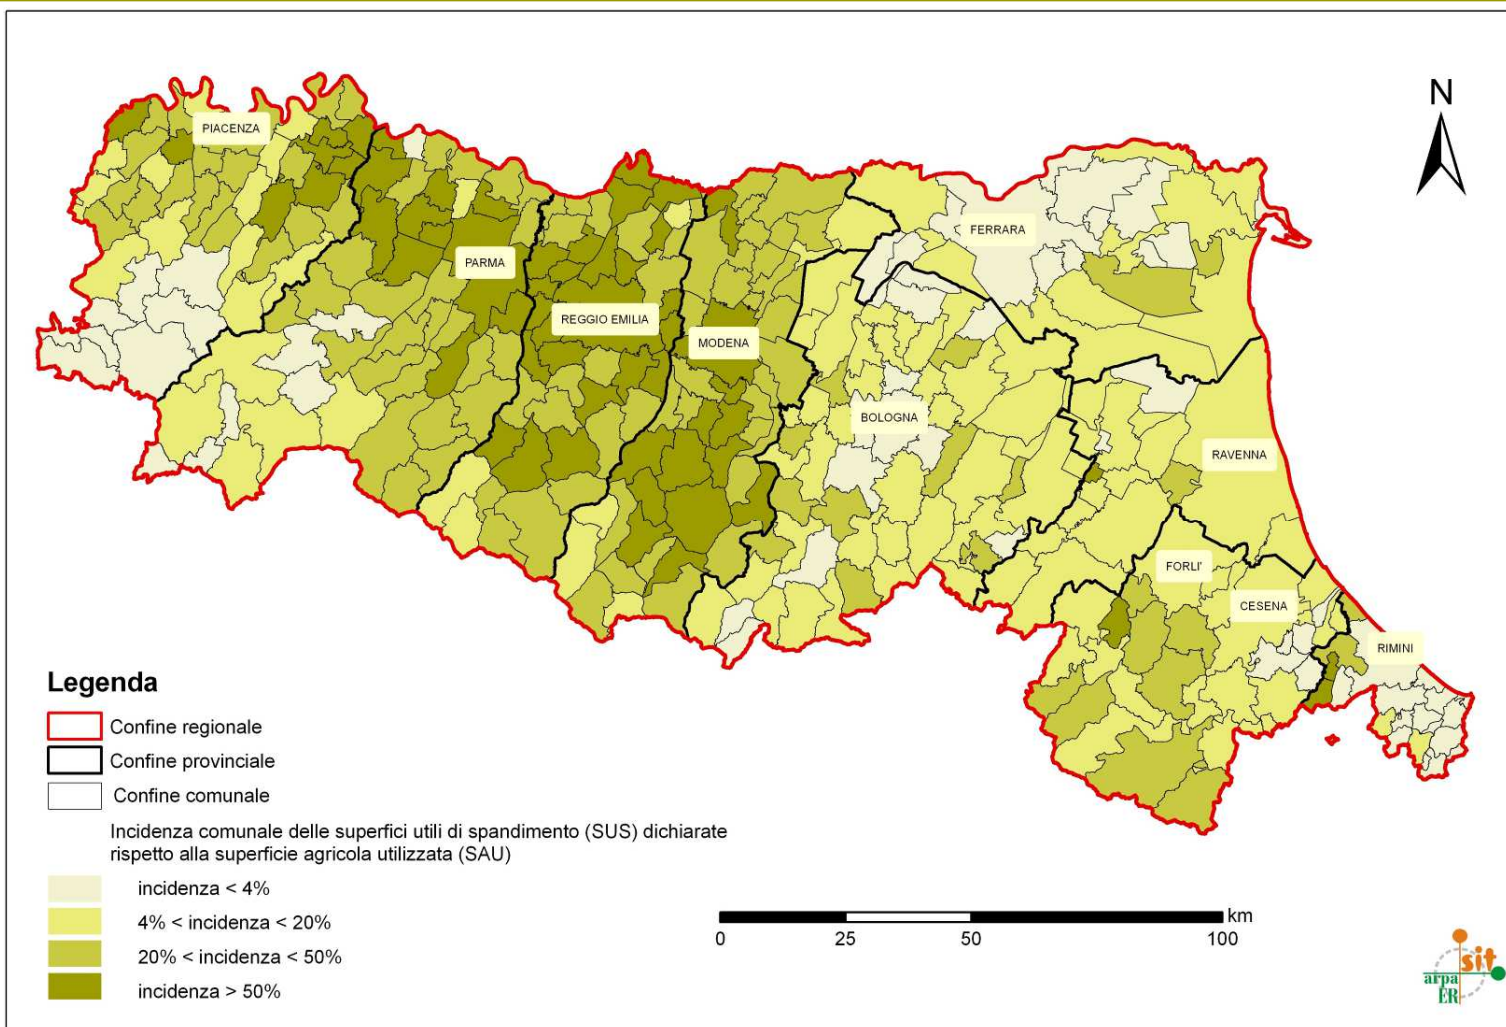 N
PIACENZA
FERRARA
PARMA
REGGIO EMILIA
MODENA
BOLOGNA
RAVENNA
FORLI'
CESENA
RIMINI
Legenda
Confine regionale
Confine provinciale
Confine comunale
Incidenza comunale delle superfici utili di spandimento (SUS) dichiarate
rispetto alla superficie agricola utilizzata (SAU)
incidenza < 4%
4% < incidenza < 20%
20% < incidenza < 50%
incidenza > 50%
km
0 25 50 100
sit
arpa
ER